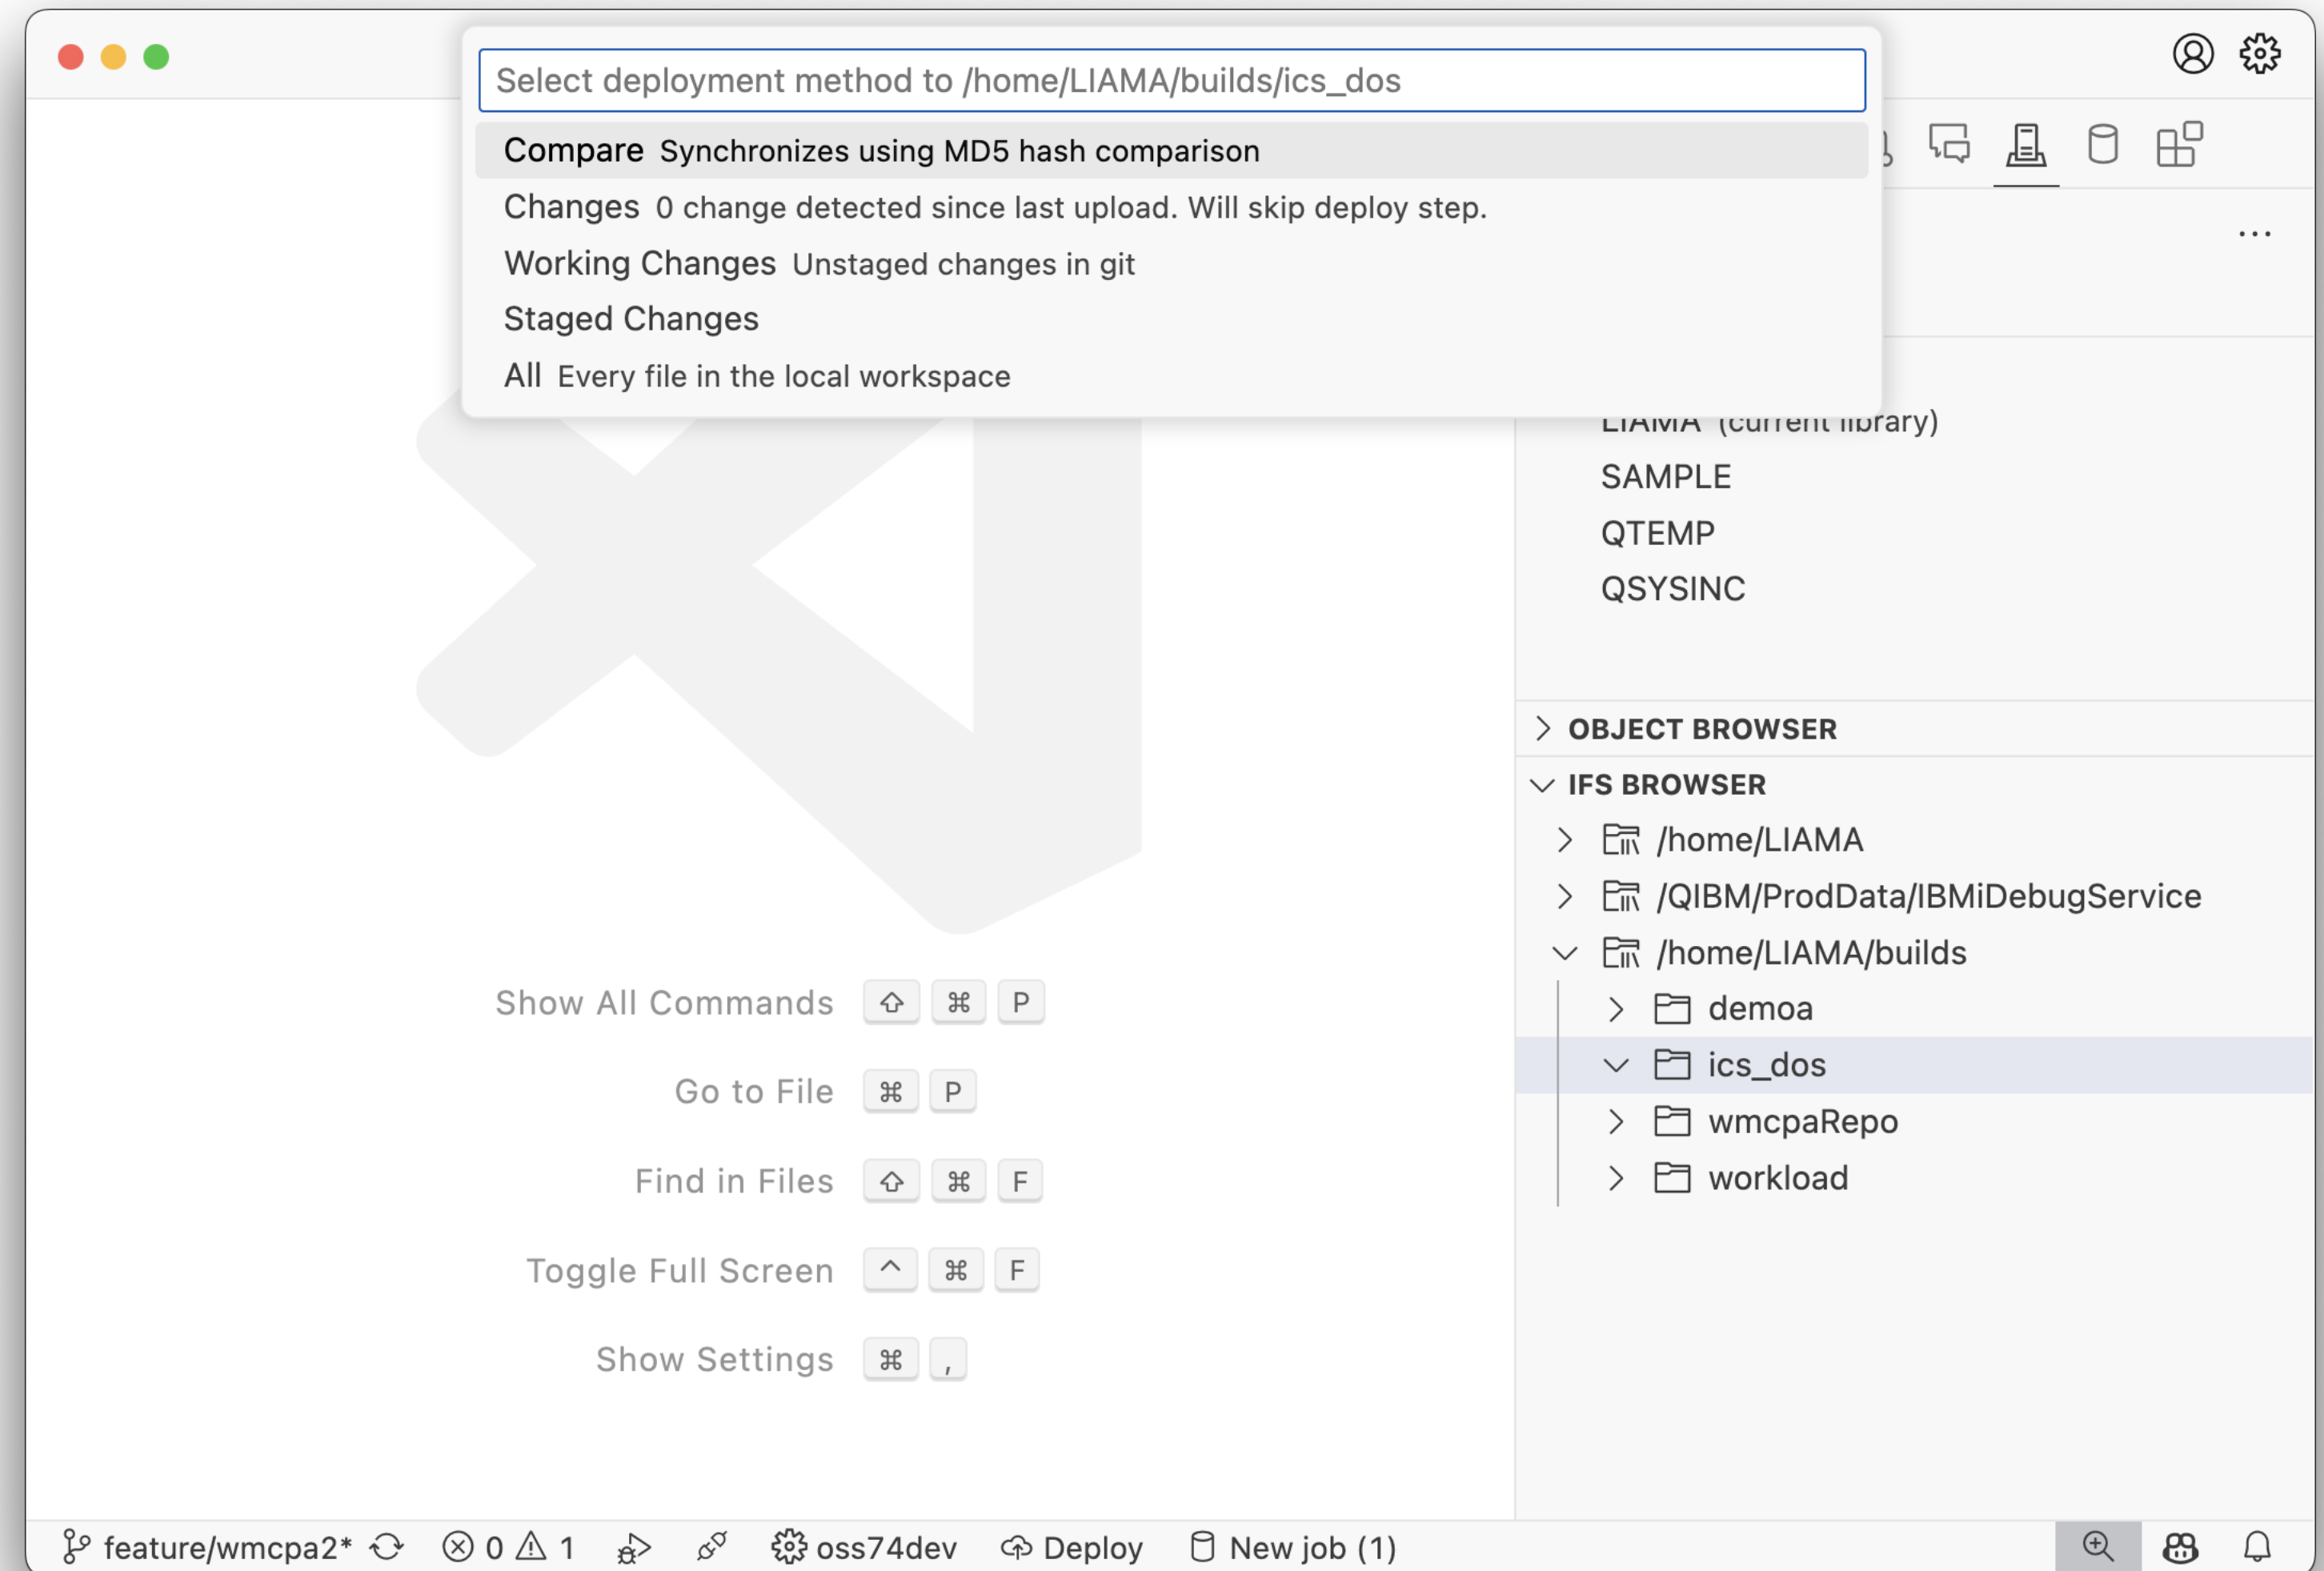 Select deployment method to /home/LIAMA/builds/ics_dos
Compare Synchronizes using MD5 hash comparison
Changes 0 change detected since last upload. Will skip deploy step.
Working Changes Unstaged changes in git
Staged Changes
All Every file in the local workspace
LIAMA (current library)
SAMPLE
QTEMP
QSYSINC
OBJECT BROWSER
IFS BROWSER
/home/LIAMA
/QIBM/ProdData/IBMiDebugService
/home/LIAMA/builds
demoa
ics_dos
wmcpaRepo
workload
Show All Commands ⇧ ⌘ P
Go to File ⌘ P
Find in Files ⇧ ⌘ F
Toggle Full Screen ^ ⌘ F
Show Settings ⌘ ,
feature/wmcpa2* 0 1 oss74dev Deploy New job (1)